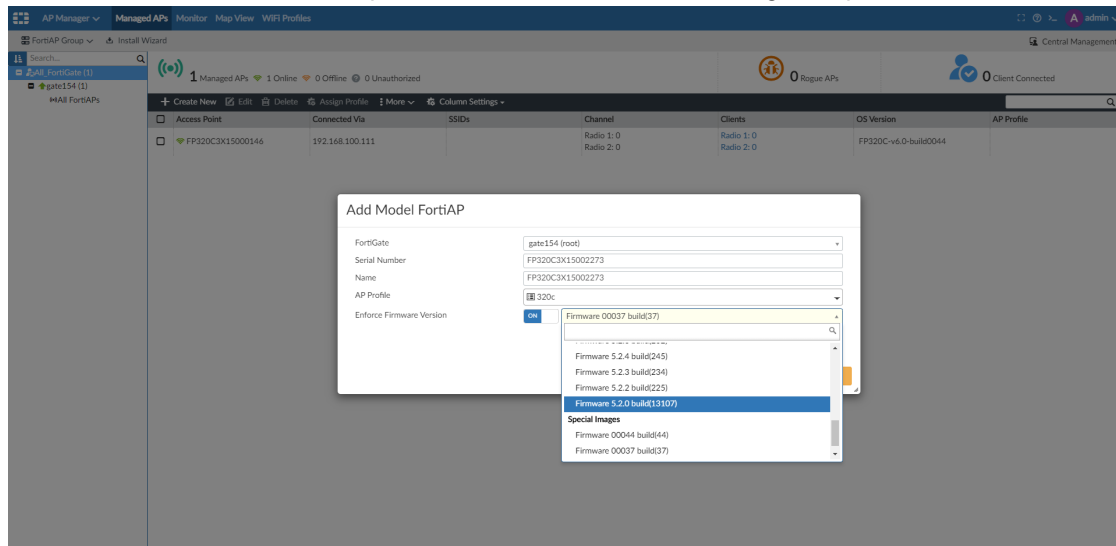 AP Manager Managed APs Monitor Map View WiFi Profiles A admin
FortiAP Group Install Wizard Central Management
Search...
All_FortiGate (1)
gate154 (1)
All FortiAPs
1 Managed APs 1 Online 0 Offline 0 Unauthorized 0 Rogue APs 0 Client Connected
+ Create New Edit Delete Assign Profile More Column Settings
Access Point Connected Via SSIDs Channel Clients OS Version AP Profile
FP320C3X15000146 192.168.100.111 Radio 1: 0 Radio 1: 0 FP320C-v6.0-build0044
Radio 2: 0 Radio 2: 0
Add Model FortiAP
FortiGate gate154 (root)
Serial Number FP320C3X15002273
Name FP320C3X15002273
AP Profile 320c
Enforce Firmware Version ON Firmware 00037 build(37)
Firmware 5.2.4 build(245)
Firmware 5.2.3 build(234)
Firmware 5.2.2 build(225)
Firmware 5.2.0 build(13107)
Special Images
Firmware 00044 build(44)
Firmware 00037 build(37)